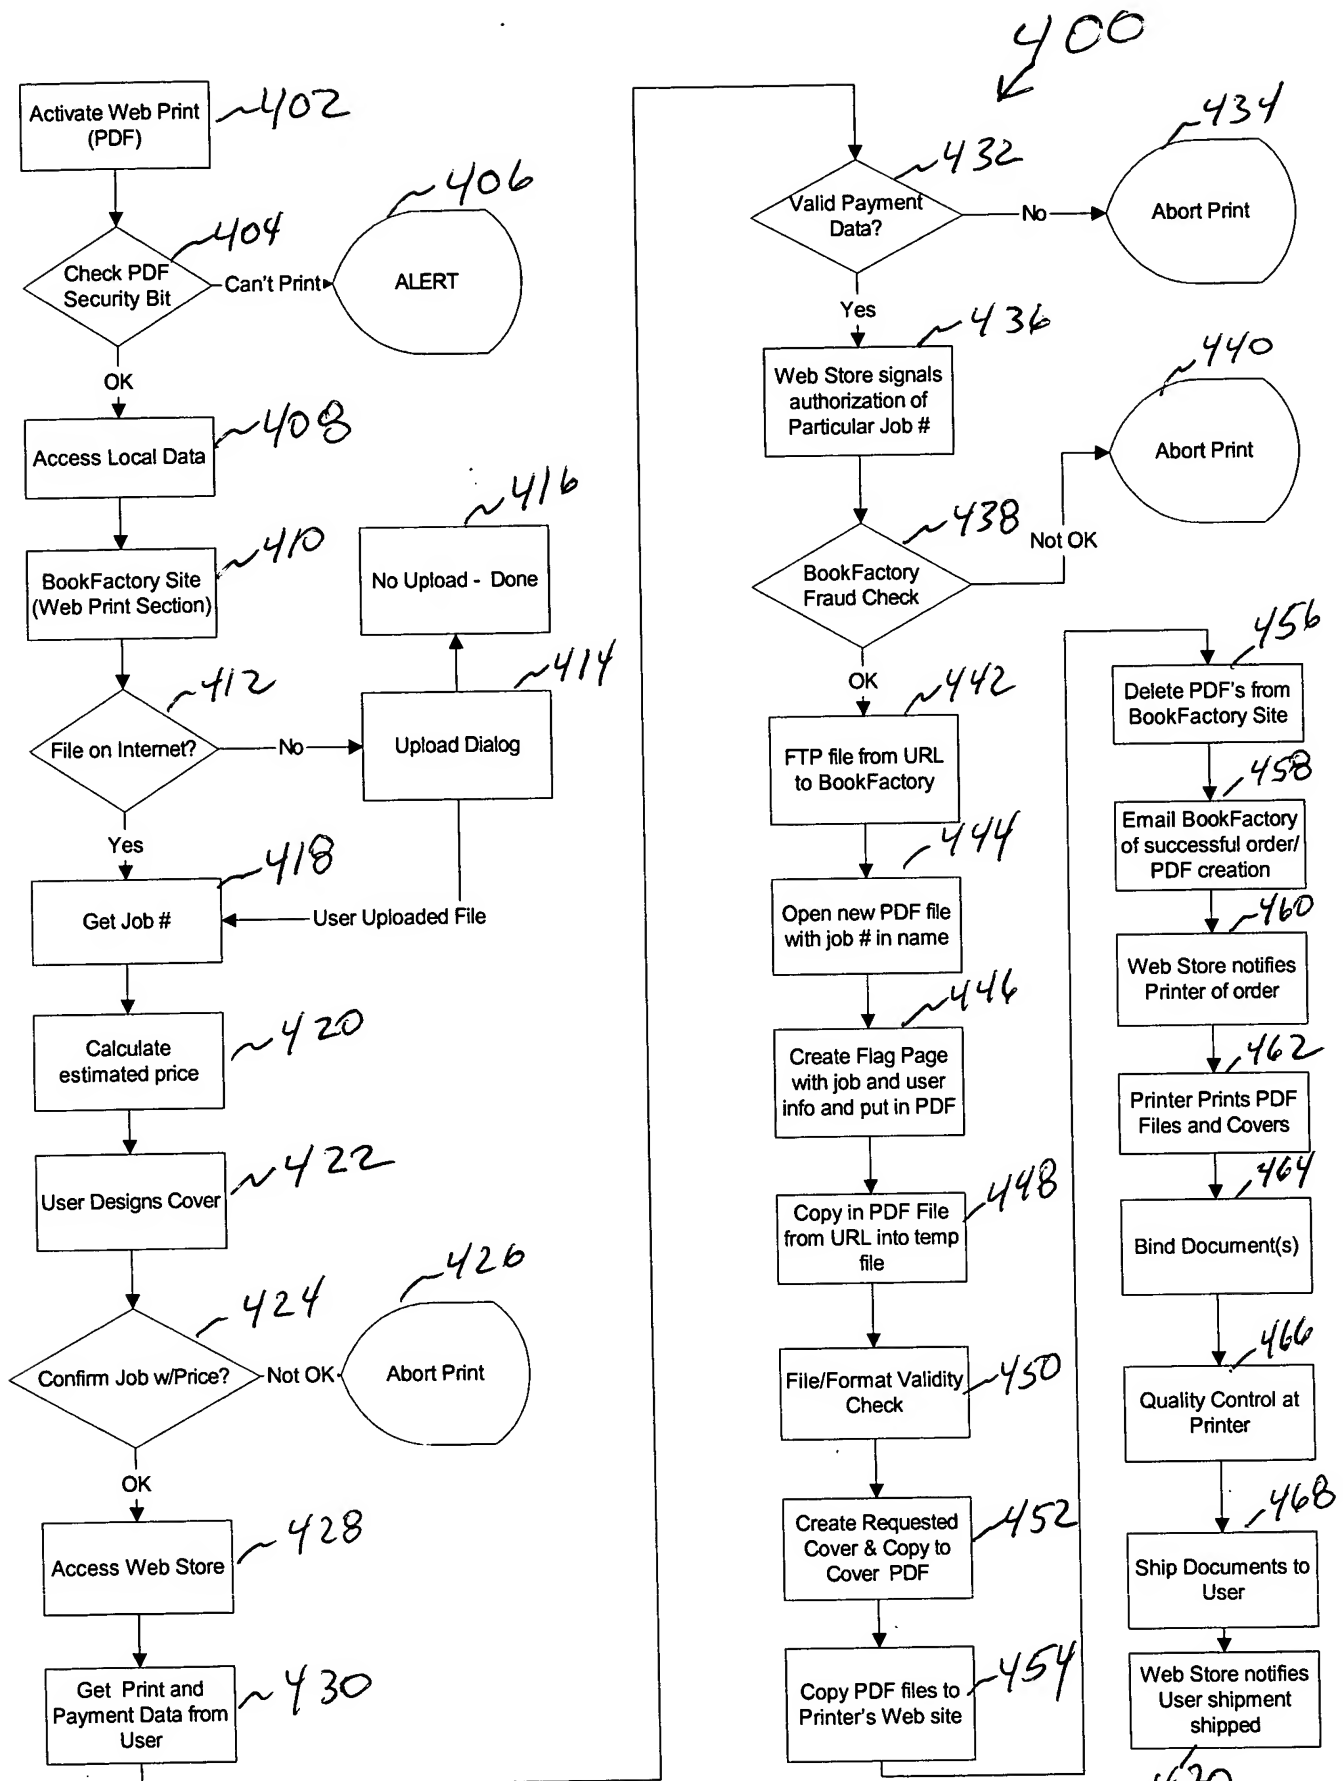 400
Activate Web Print
(PDF)
402
Check PDF
Security Bit
404
Can't Print
ALERT
406
OK
Access Local Data
408
BookFactory Site
(Web Print Section)
410
File on Internet?
412
No
Upload Dialog
414
No Upload - Done
416
Yes
User Uploaded File
Get Job #
418
Calculate
estimated price
420
User Designs Cover
422
Confirm Job w/Price?
424
Not OK
Abort Print
426
OK
Access Web Store
428
Get Print and
Payment Data from
User
430
Valid Payment
Data?
432
No
Abort Print
434
Yes
Web Store signals
authorization of
Particular Job #
436
BookFactory
Fraud Check
438
Not OK
Abort Print
440
OK
FTP file from URL
to BookFactory
442
Open new PDF file
with job # in name
444
Create Flag Page
with job and user
info and put in PDF
446
Copy in PDF File
from URL into temp
file
448
File/Format Validity
Check
450
Create Requested
Cover & Copy to
Cover PDF
452
Copy PDF files to
Printer's Web site
454
Delete PDF's from
BookFactory Site
456
Email BookFactory
of successful order/
PDF creation
458
Web Store notifies
Printer of order
460
Printer Prints PDF
Files and Covers
462
Bind Document(s)
464
Quality Control at
Printer
466
Ship Documents to
User
468
Web Store notifies
User shipment
shipped